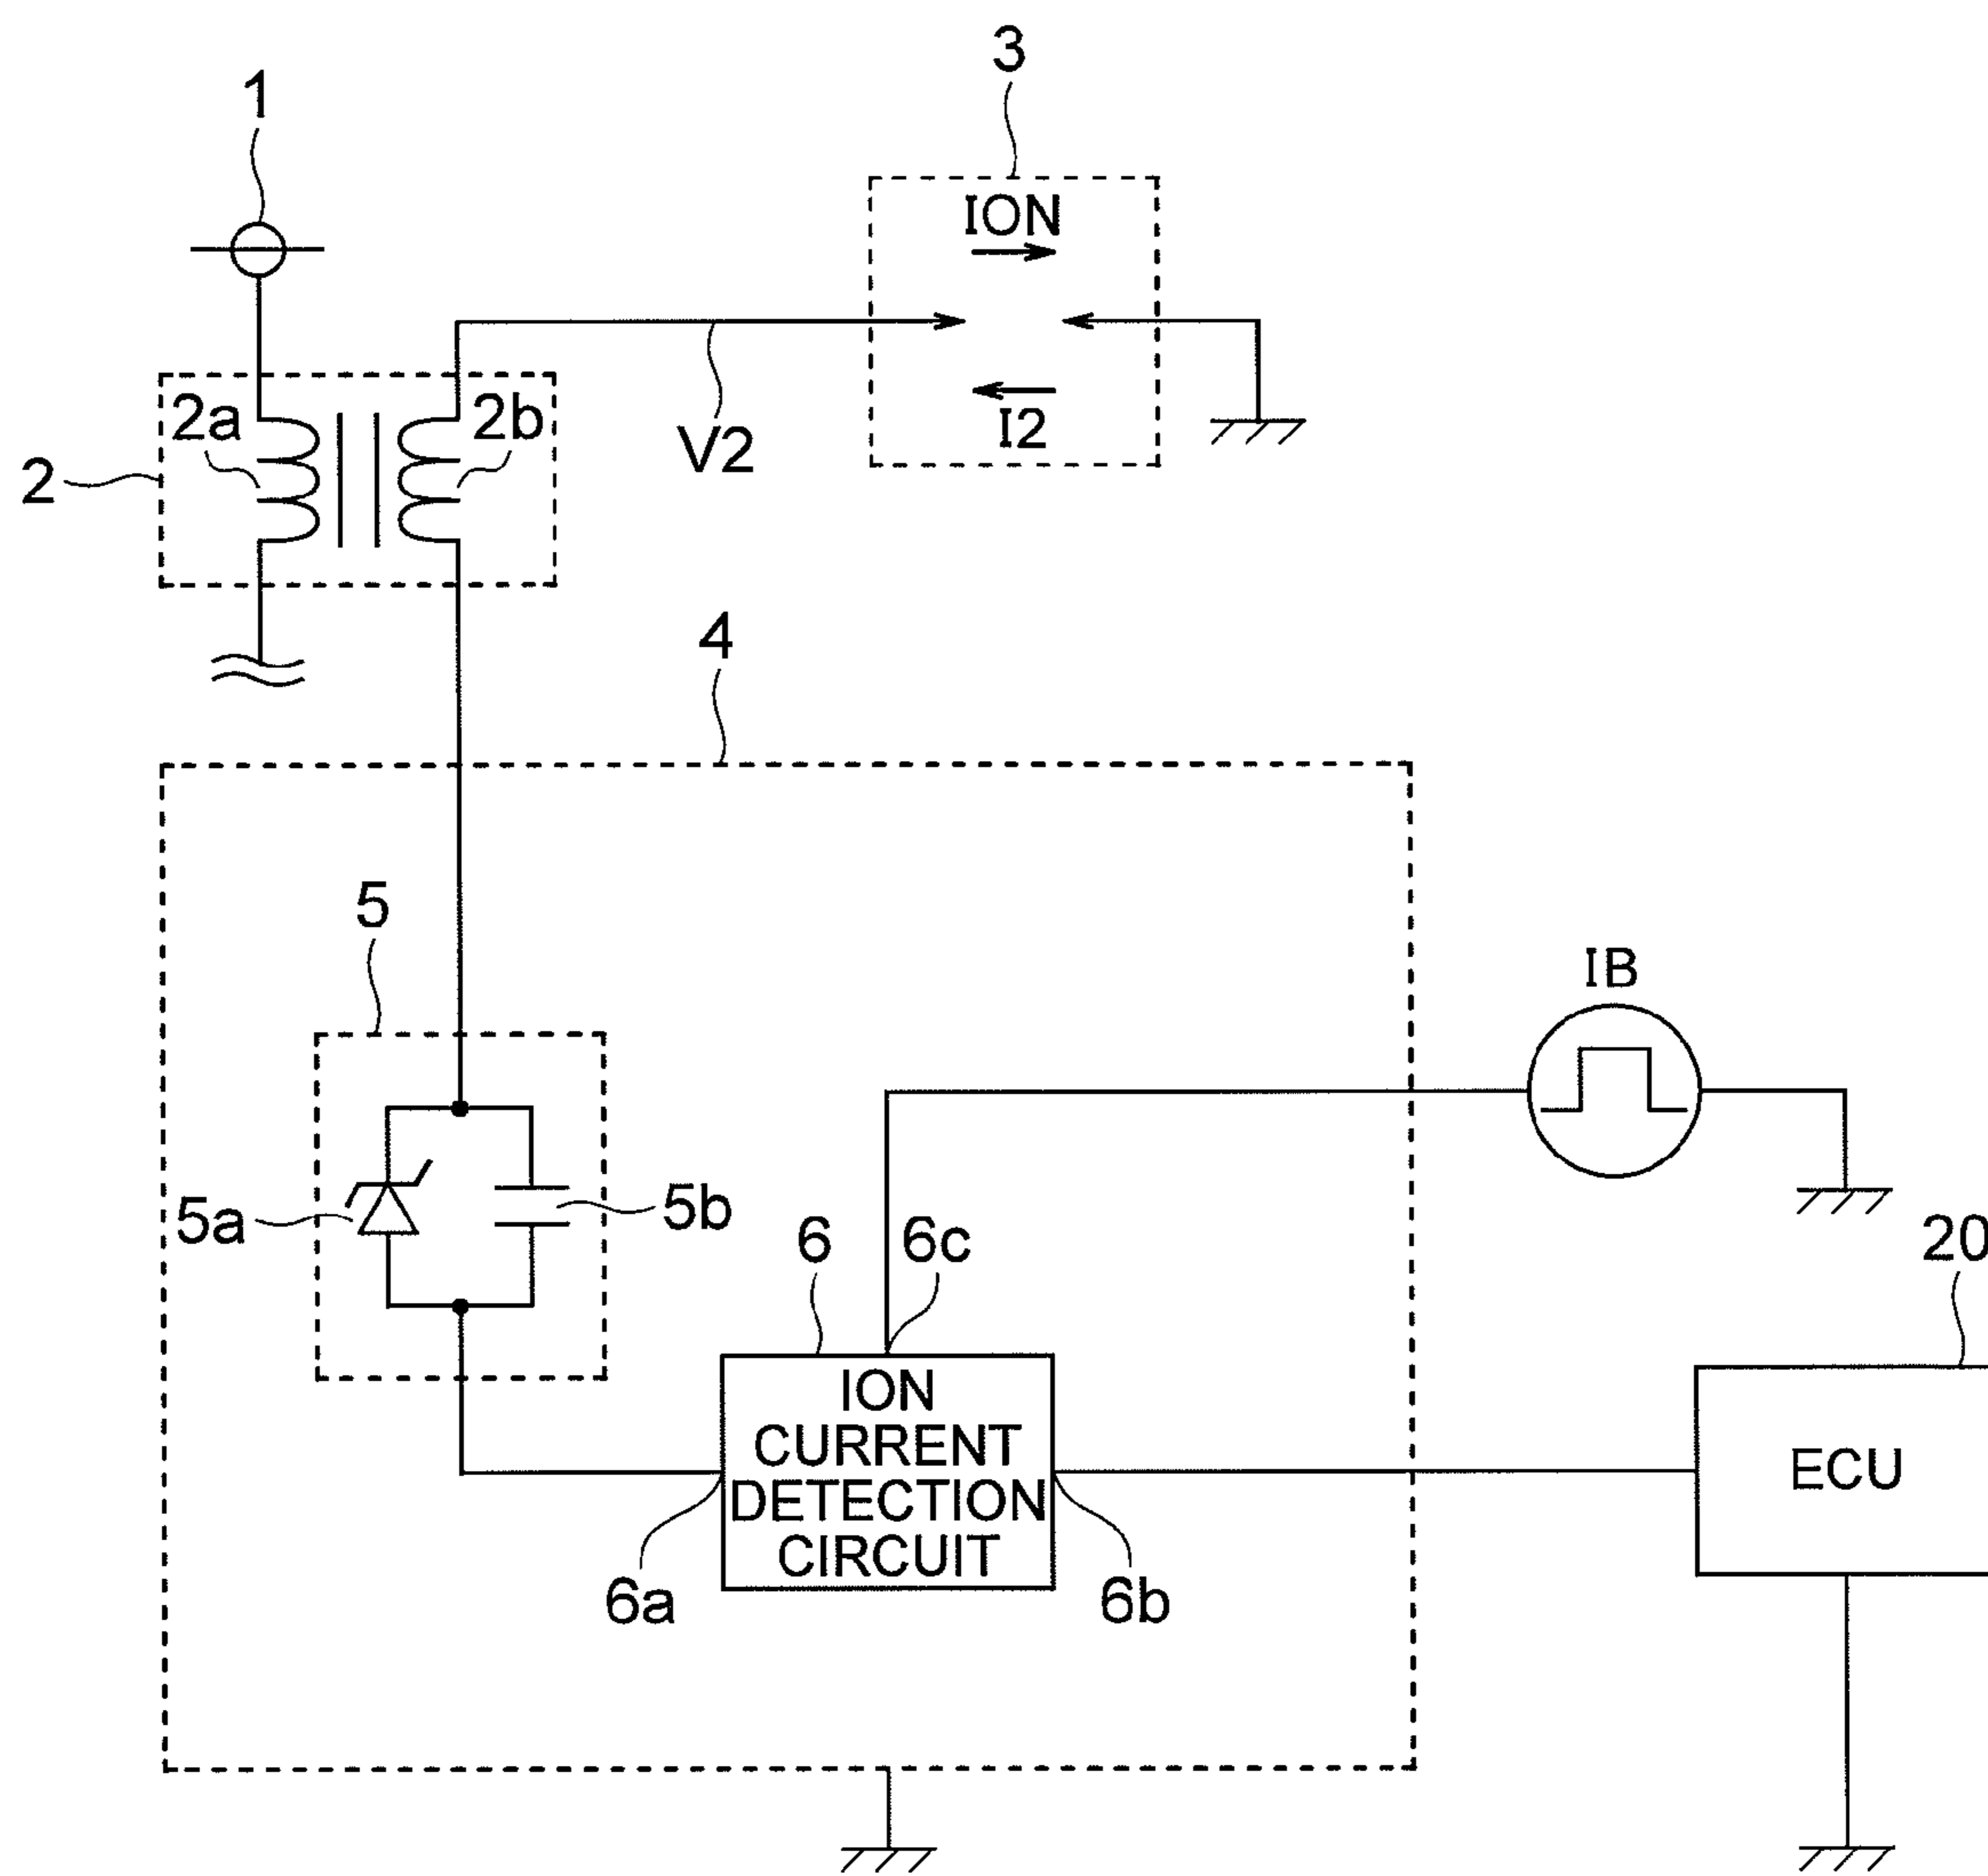 3
1
ION
2a
2b
I2
V2
2
4
5
IB
5a
5b
6
6c
20
ION
CURRENT
DETECTION
CIRCUIT
ECU
6a
6b